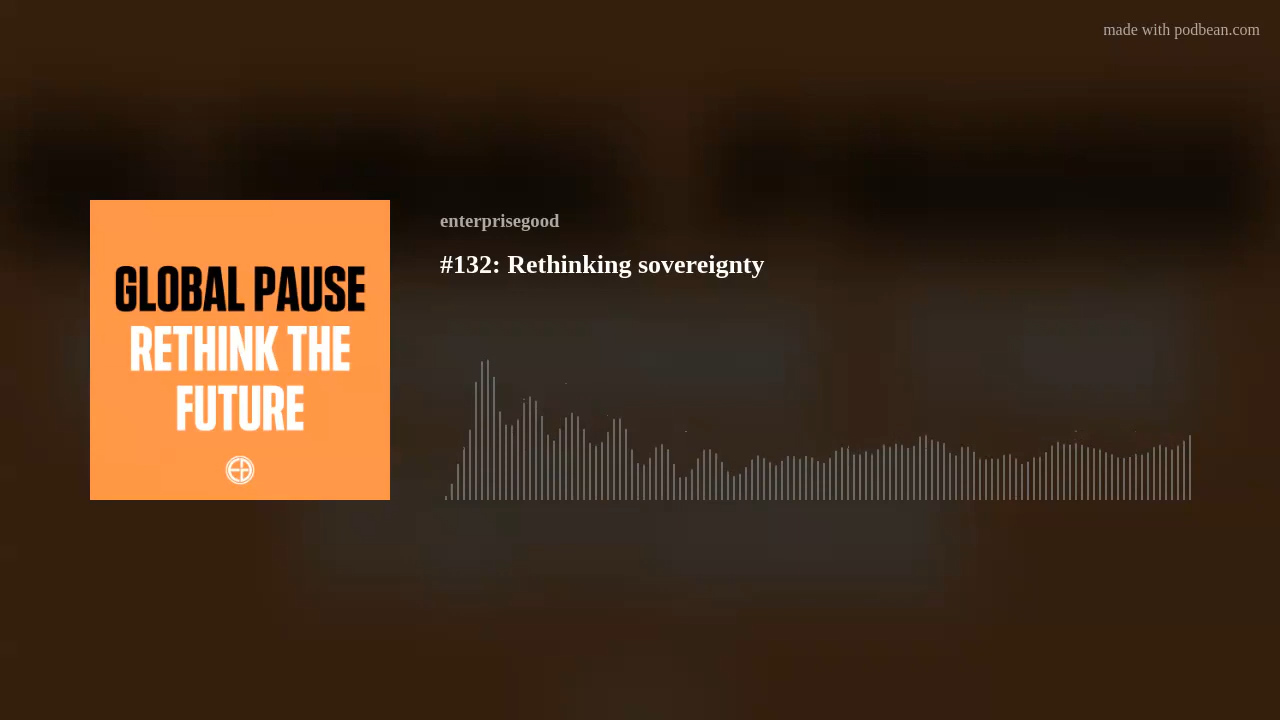 made with podbean.com
GLOBAL PAUSE
RETHINK THE
FUTURE
enterprisegood
#132: Rethinking sovereignty